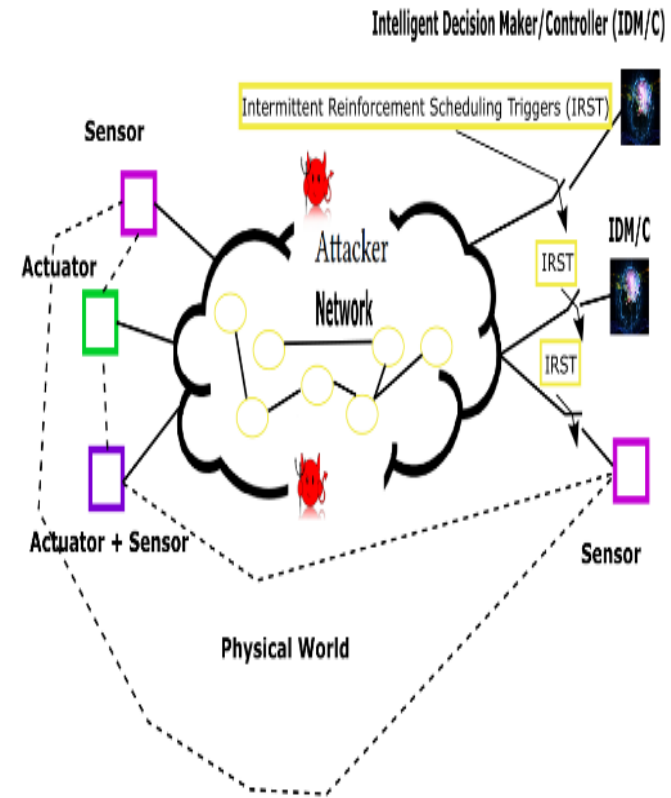 Intelligent Decision Maker/Controller (IDM/C)
Intermittent Reinforcement Scheduling Triggers (IRST)
Sensor
IDM/C
Attacker
IRST
Actuator
Network
IRST
Actuator + Sensor
Sensor
Physical World